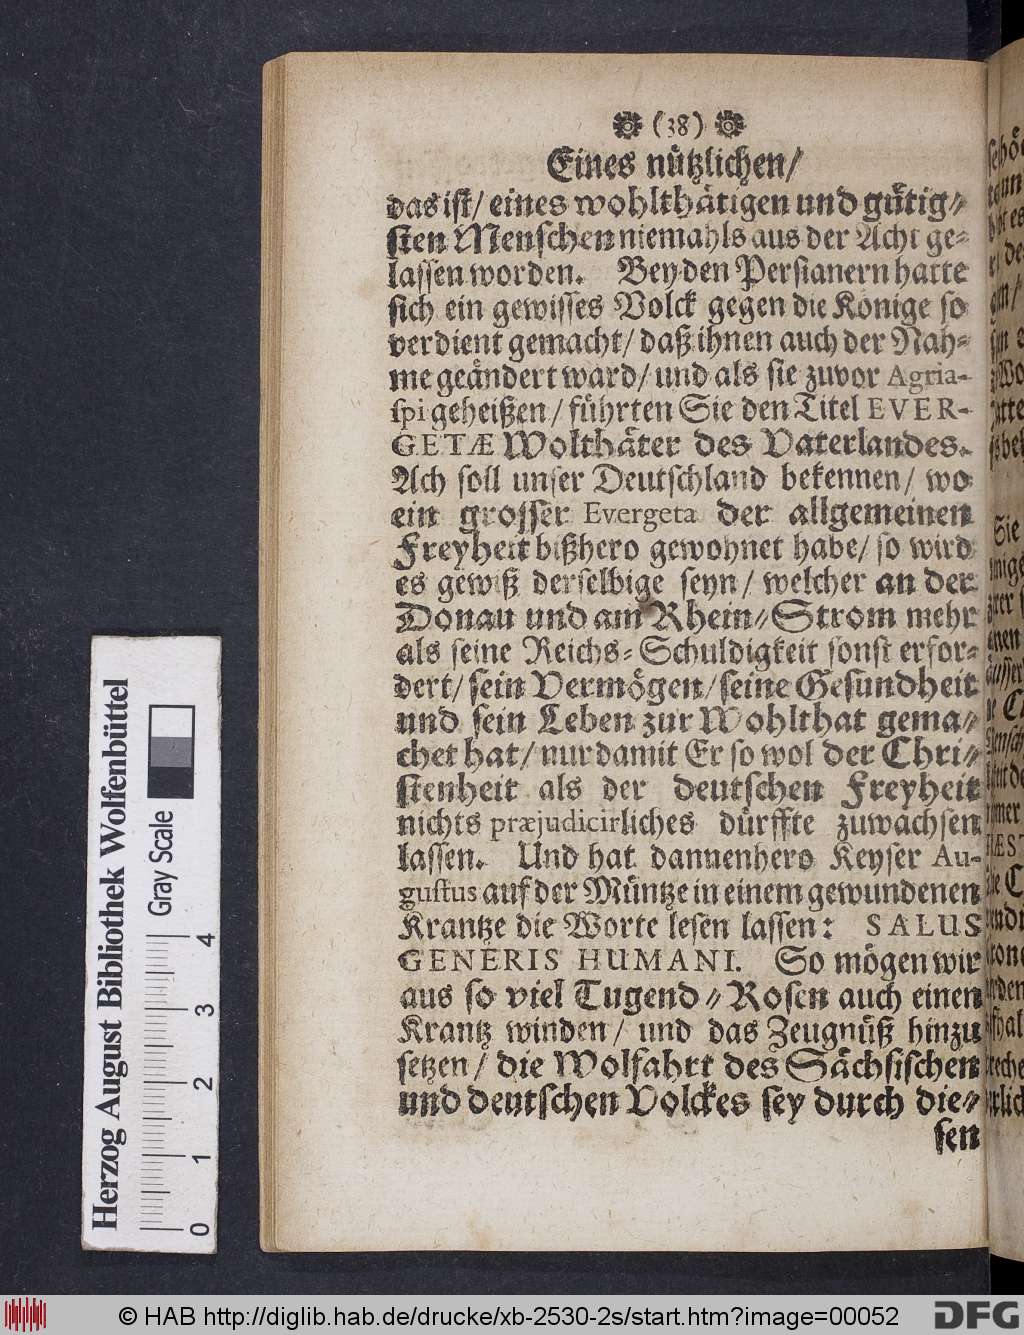 (38)
Eines nützlichen/
das ist/ eines wohlthätigen und gütig-
sten Menschen niemahls aus der Acht ge-
lassen worden. Bey den Persianern hatte
sich ein gewisses Volck gegen die Könige so
verdient gemacht/ daß ihnen auch der Nah-
me geändert ward/ und als sie zuvor Agria-
spi geheißen/ führten Sie den Titel EVER-
GETÆ Wolthäter des Vaterlandes.
Ach soll unser Deutschland bekennen/ wo
ein grosser Evergeta der allgemeinen
Freyheit bißhero gewohnet habe/ so wird
es gewiß derselbige seyn/ welcher an der
Donau und am Rhein-Strom mehr
als seine Reichs-Schuldigkeit sonst erfor-
dert/ sein Vermögen/ seine Gesundheit
und sein Leben zur Wohlthat gema-
chet hat/ nur damit Er so wol der Chri-
stenheit als der deutschen Freyheit
nichts præjudicirliches dürffte zuwachsen
lassen. Und hat dannenhero Keyser Au-
gustus auf der Müntze in einem gewundenen
Krantze die Worte lesen lassen: SALUS
GENERIS HUMANI. So mögen wir
aus so viel Tugend-Rosen auch einen
Krantz winden/ und das Zeugnüß hinzu
setzen/ die Wolfahrt des Sächsischen
und deutschen Volckes sey durch die-
sen
Herzog August Bibliothek Wolfenbüttel
Gray Scale
0 1 2 3 4
© HAB http://diglib.hab.de/drucke/xb-2530-2s/start.htm?image=00052
DFG